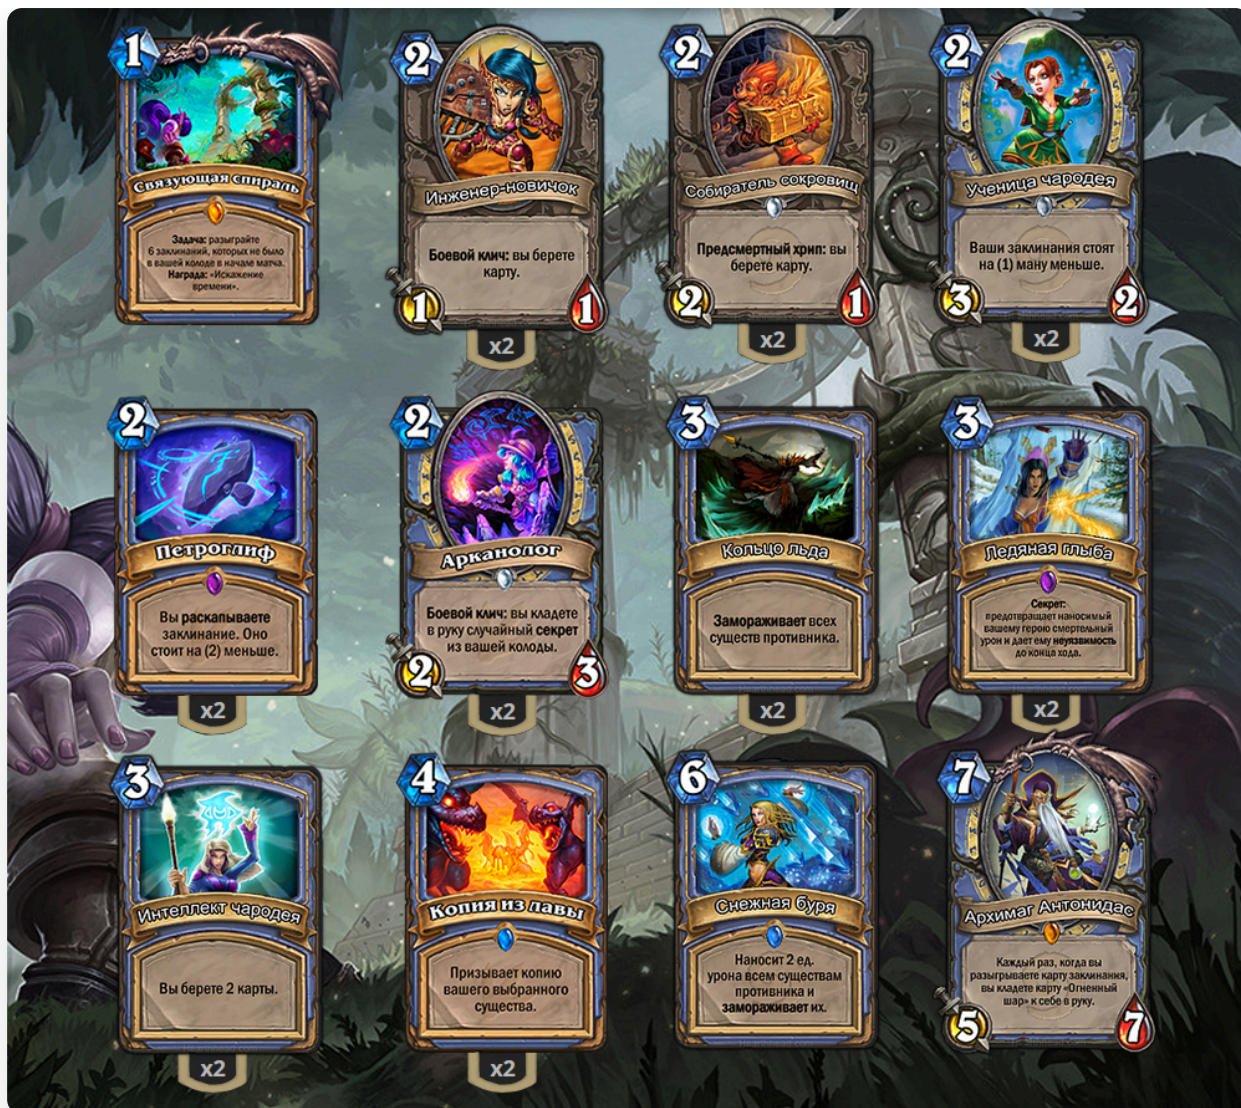 1
Связующая спираль
Задача: разыграйте
6 заклинаний, которых не было
в вашей колоде в начале матча.
Награда: «Искажение
времени».
2
Инженер-новичок
Боевой клич: вы берете
карту.
1
1
x2
2
Собиратель сокровищ
Предсмертный хрип: вы
берете карту.
2
1
x2
2
Ученица чародея
Ваши заклинания стоят
на (1) ману меньше.
3
2
x2
2
Петроглиф
Вы раскапываете
заклинание. Оно
стоит на (2) меньше.
x2
2
Арканолог
Боевой клич: вы кладете
в руку случайный секрет
из вашей колоды.
2
3
x2
3
Кольцо льда
Замораживает всех
существ противника.
x2
3
Ледяная глыба
Секрет:
предотвращает наносимый
вашему герою смертельный
урон и дает ему неуязвимость
до конца хода.
x2
3
Интеллект чародея
Вы берете 2 карты.
x2
4
Копия из лавы
Призывает копию
вашего выбранного
существа.
x2
6
Снежная буря
Наносит 2 ед.
урона всем существам
противника и
замораживает их.
7
Архимаг Антонидас
Каждый раз, когда вы
разыгрываете карту заклинания,
вы кладете карту «Огненный
шар» к себе в руку.
5
7